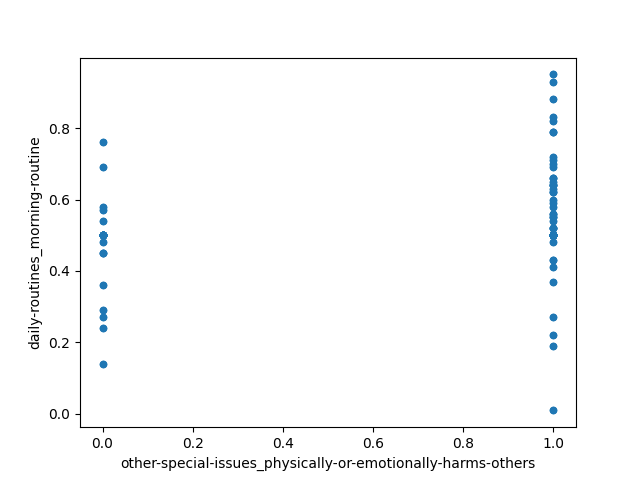 0.8
0.6
0.4
0.2
0.0
daily-routines_morning-routine
0.0 0.2 0.4 0.6 0.8 1.0
other-special-issues_physically-or-emotionally-harms-others